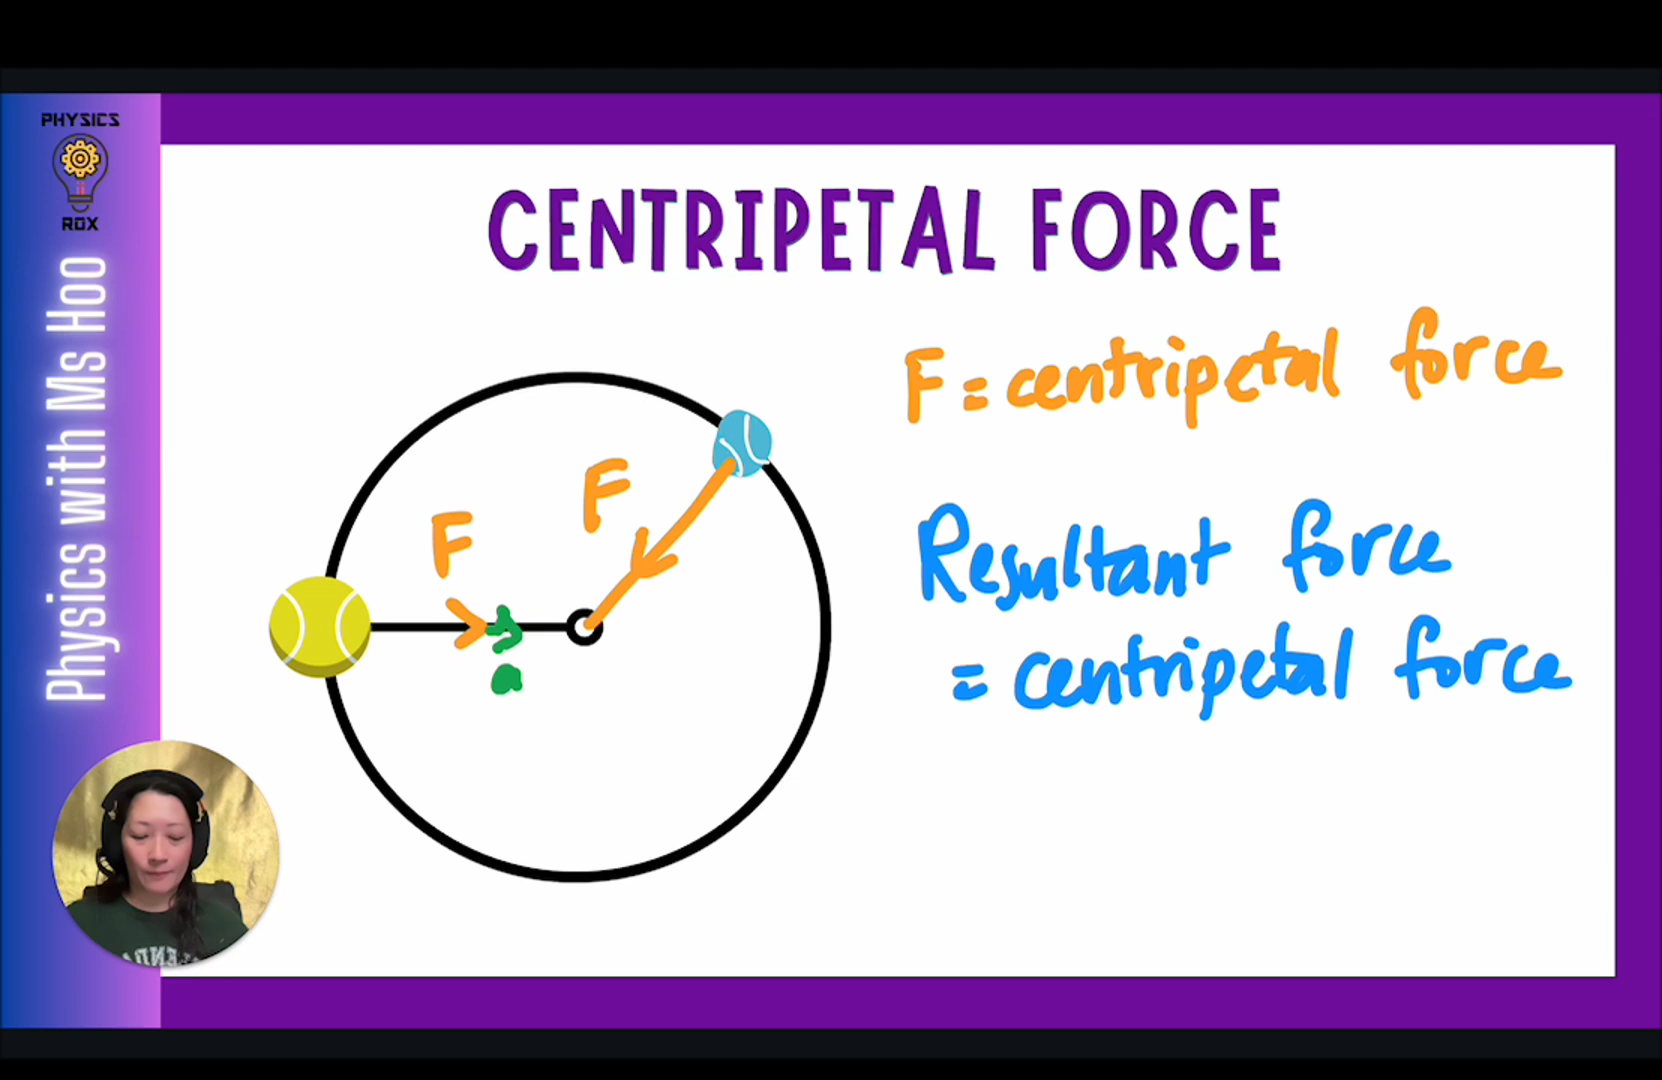 PHYSICS
ROX
Physics with Ms Hoo
CENTRIPETAL FORCE
F = centripetal force
Resultant force
= centripetal force
F
F
a